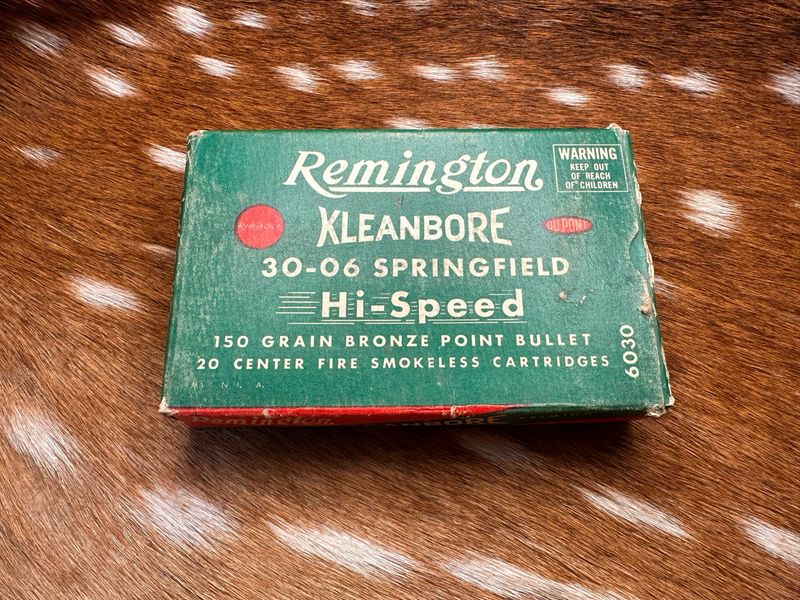 Remington
WARNING
KEEP OUT
OF REACH
OF CHILDREN
Remington
KLEANBORE
DU PONT
30-06 SPRINGFIELD
Hi-Speed
150 GRAIN BRONZE POINT BULLET
20 CENTER FIRE SMOKELESS CARTRIDGES
6030
Remington